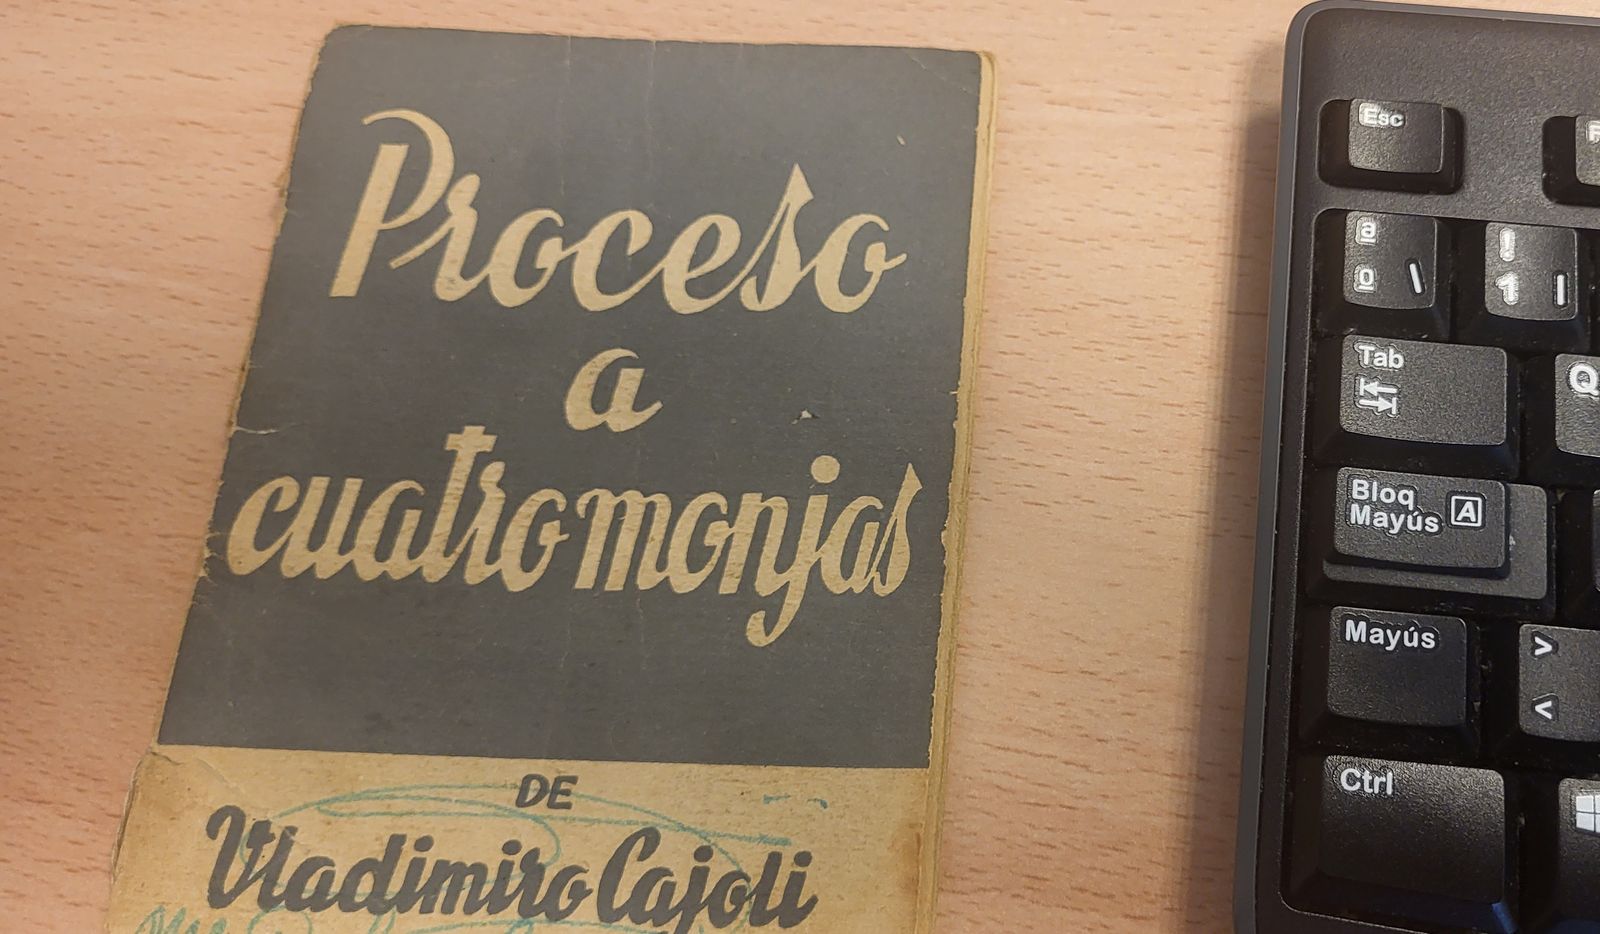 Proceso
a
cuatro monjas
DE
Vladimiro Cajoli
Esc
ª
º \
!
1 |
Tab
Q
Bloq
Mayús A
Mayús
>
<
Ctrl